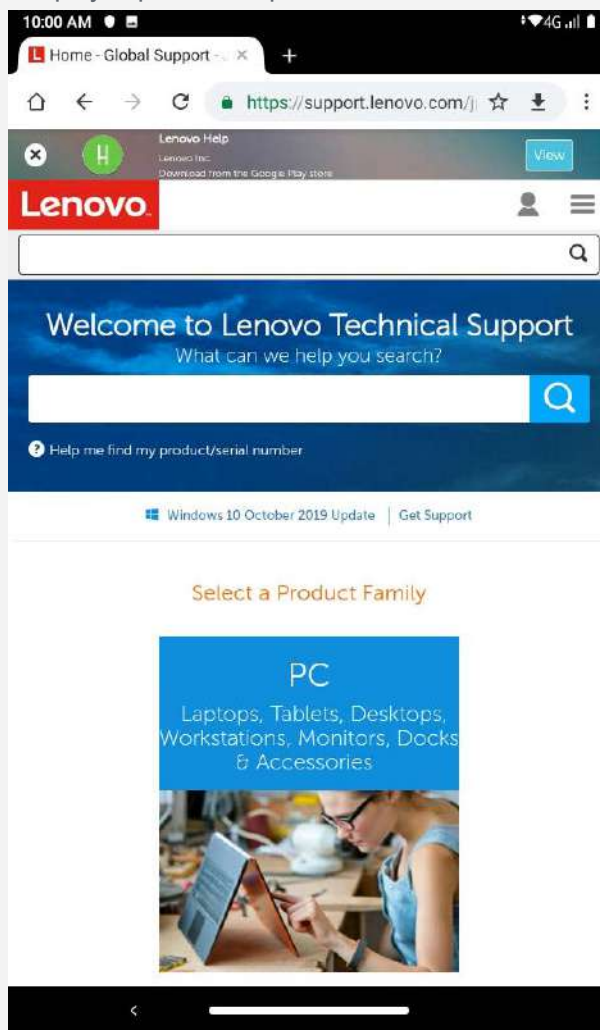 10:00 AM 4G
Home - Global Support -
https://support.lenovo.com/j
Lenovo Help
Lenovo Inc.
Download from the Google Play store
View
H
Lenovo.
Welcome to Lenovo Technical Support
What can we help you search?
? Help me find my product/serial number
Windows 10 October 2019 Update | Get Support
Select a Product Family
PC
Laptops, Tablets, Desktops,
Workstations, Monitors, Docks
& Accessories